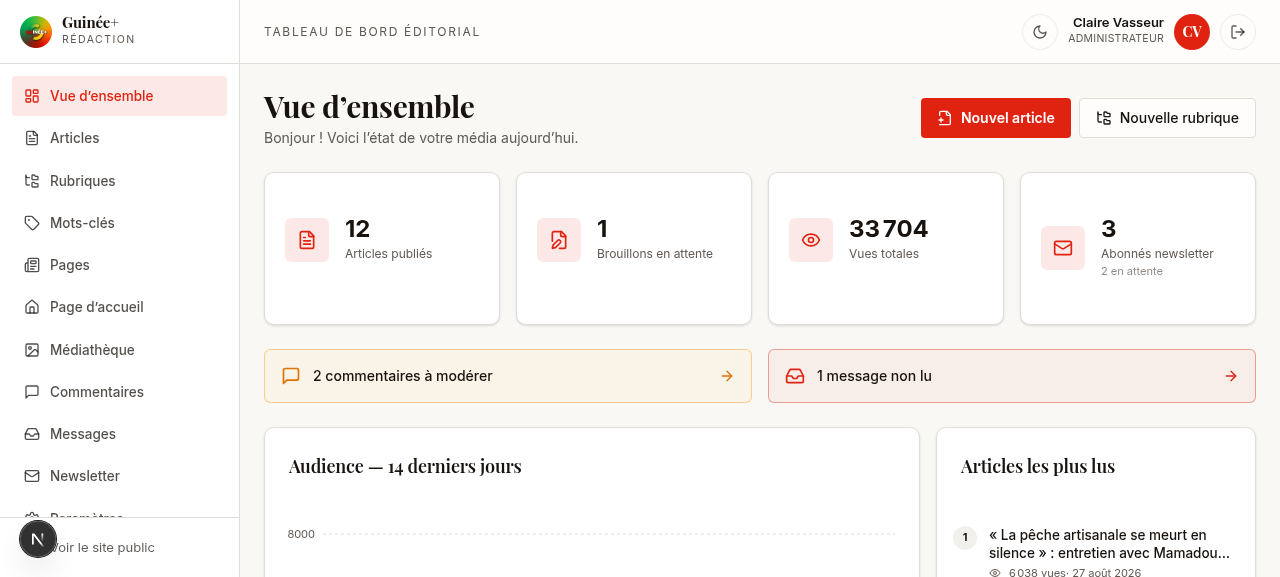 Guinée+
RÉDACTION
TABLEAU DE BORD ÉDITORIAL
Claire Vasseur
ADMINISTRATEUR
CV
Vue d’ensemble
Articles
Rubriques
Mots-clés
Pages
Page d’accueil
Médiathèque
Commentaires
Messages
Newsletter
Paramètres
Voir le site public
N
Vue d’ensemble
Bonjour ! Voici l’état de votre média aujourd’hui.
Nouvel article
Nouvelle rubrique
12
Articles publiés
1
Brouillons en attente
33 704
Vues totales
3
Abonnés newsletter
2 en attente
2 commentaires à modérer
1 message non lu
Audience — 14 derniers jours
8000
Articles les plus lus
1
« La pêche artisanale se meurt en
silence » : entretien avec Mamadou...
6 038 vues· 27 août 2026